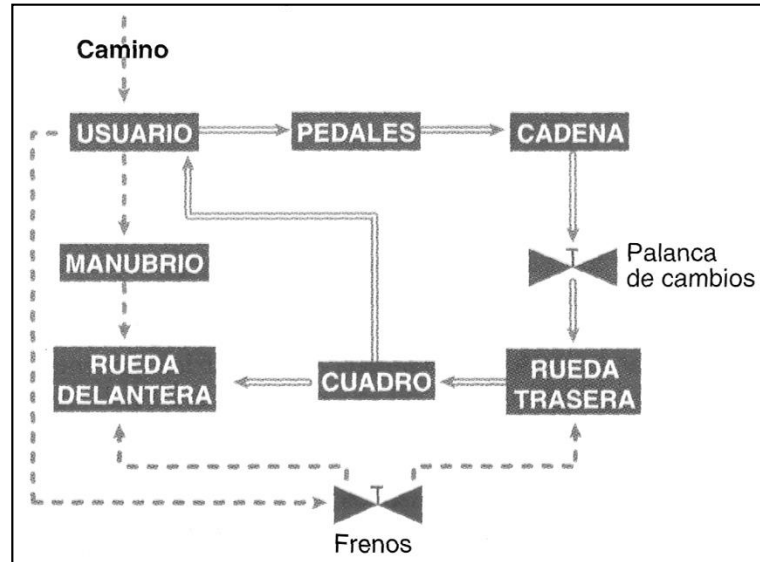 Camino
USUARIO
PEDALES
CADENA
MANUBRIO
Palanca
de cambios
RUEDA
DELANTERA
CUADRO
RUEDA
TRASERA
Frenos